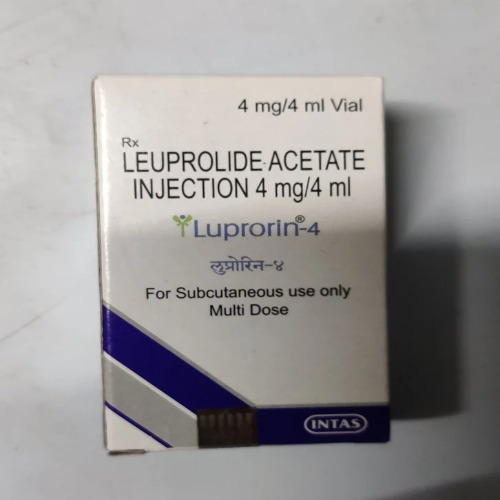 4 mg/4 ml Vial
Rx
LEUPROLIDE ACETATE
INJECTION 4 mg/4 ml
Luprorin®-4
लुप्रोरिन-४
For Subcutaneous use only
Multi Dose
INTAS